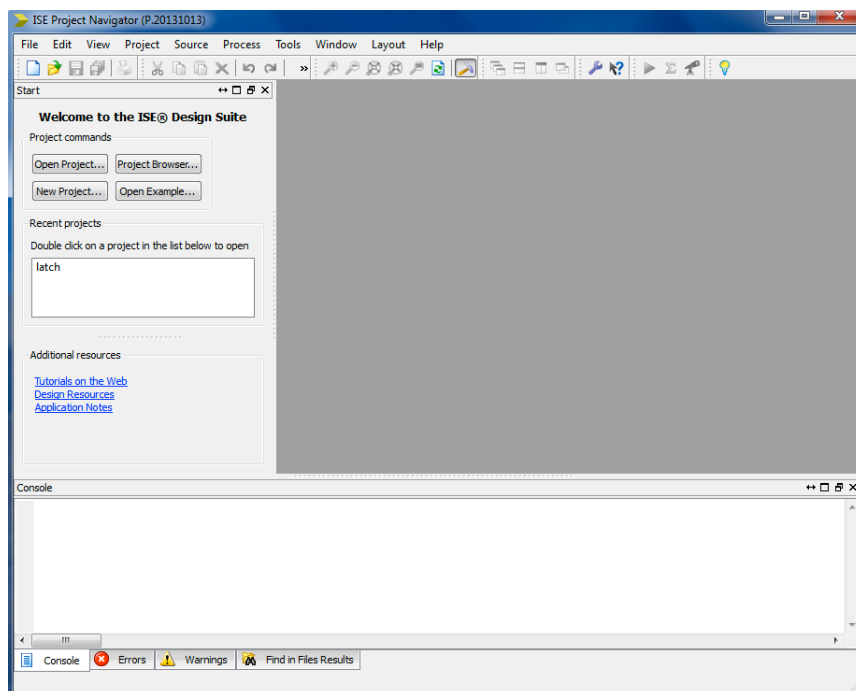 ISE Project Navigator (P.20131013)
File Edit View Project Source Process Tools Window Layout Help
Start
Welcome to the ISE® Design Suite
Project commands
Open Project... Project Browser...
New Project... Open Example...
Recent projects
Double click on a project in the list below to open
latch
Additional resources
Tutorials on the Web
Design Resources
Application Notes
Console
Console Errors Warnings Find in Files Results